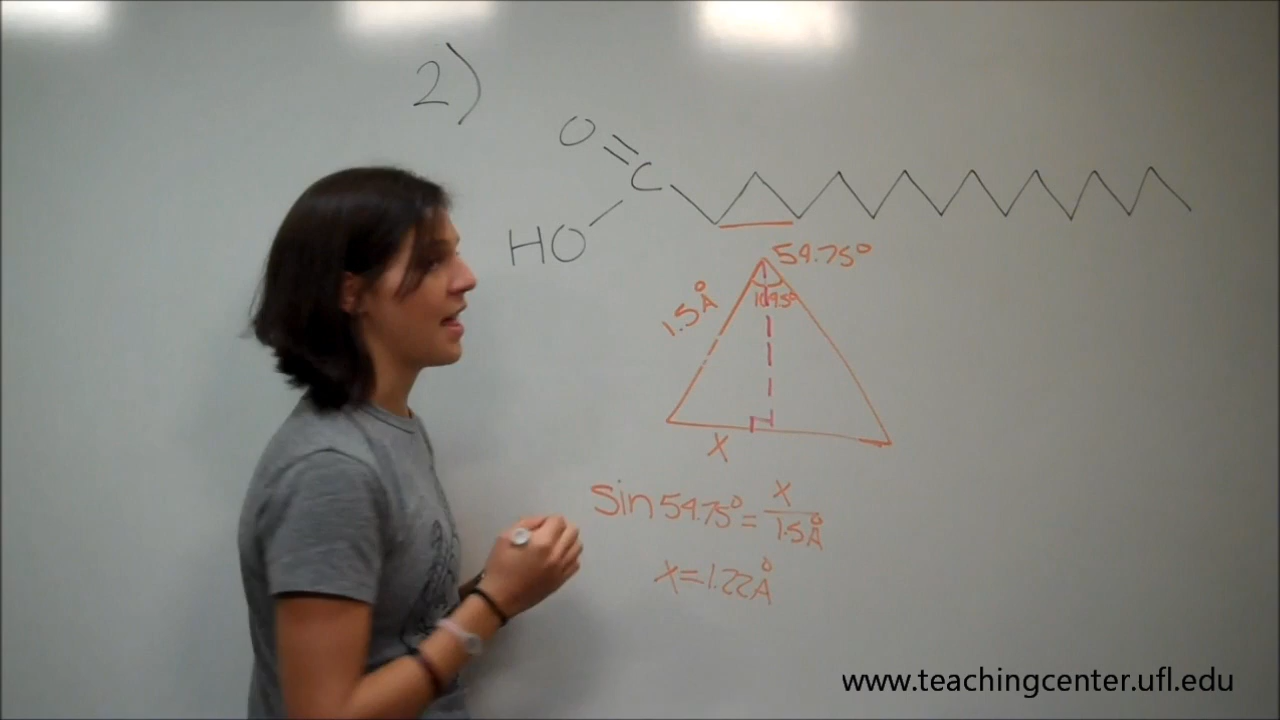 2)
O
C
HO
54.75°
109.5°
1.5Å
x
sin 54.75° = x / 1.5Å
x = 1.22Å
www.teachingcenter.ufl.edu